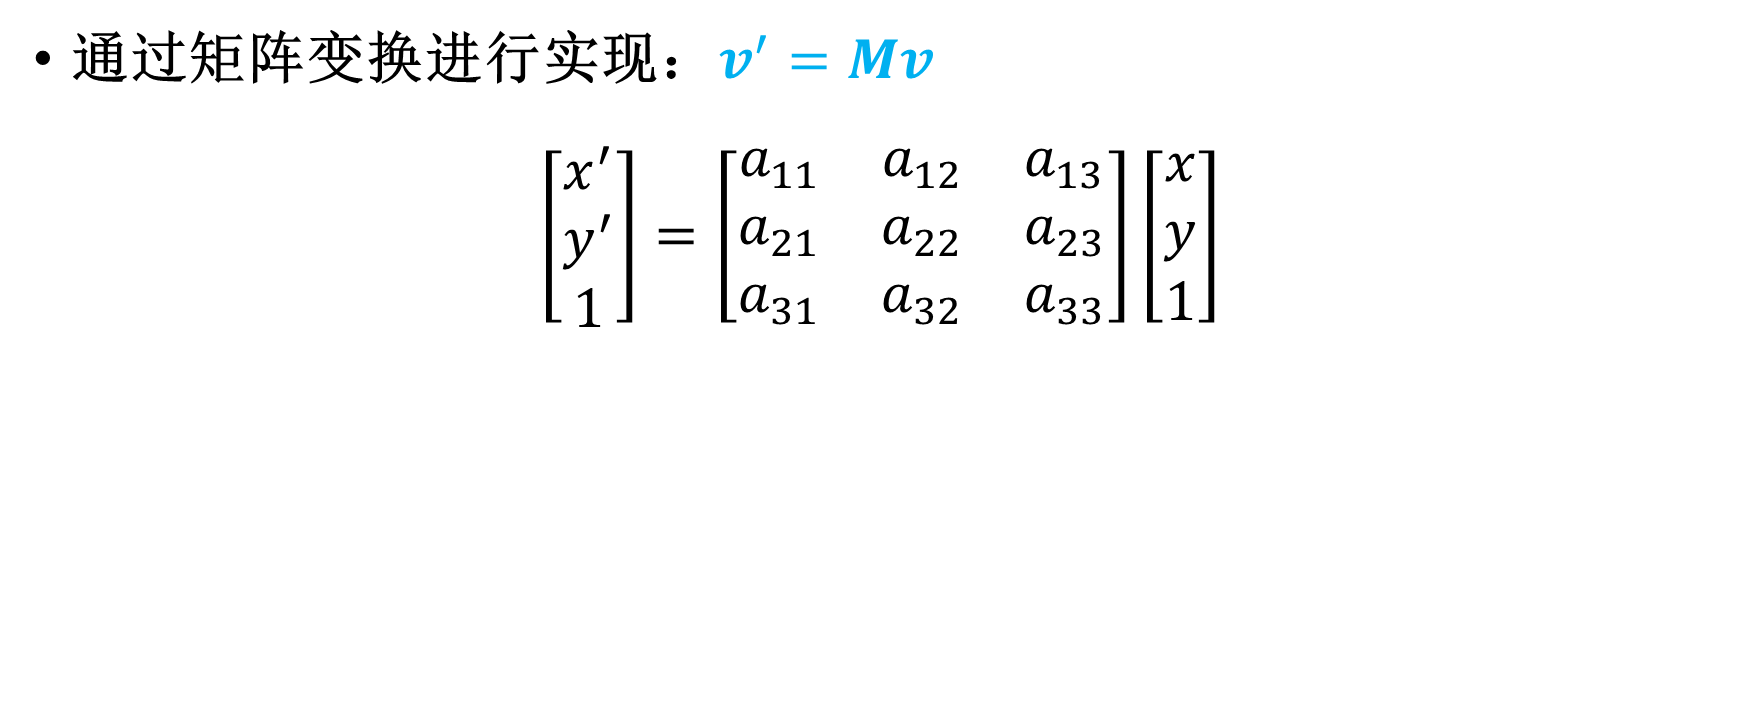 • 通过矩阵变换进行实现：v′ = Mv
[x′ y′ 1] = [a₁₁ a₁₂ a₁₃; a₂₁ a₂₂ a₂₃; a₃₁ a₃₂ a₃₃] [x y 1]